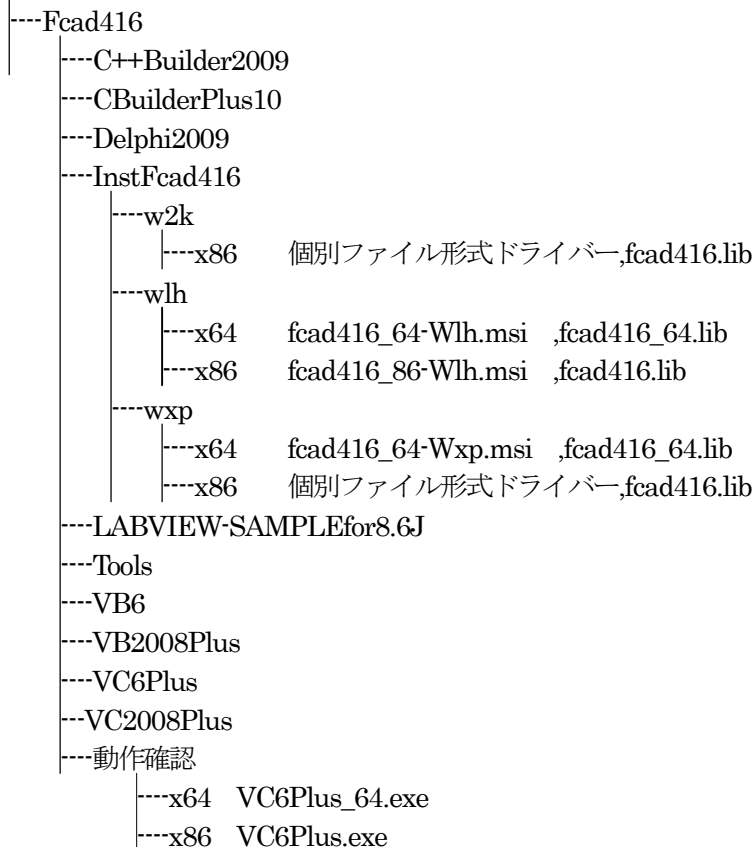 ----Fcad416
----C++Builder2009
----CBuilderPlus10
----Delphi2009
----InstFcad416
----w2k
----x86　個別ファイル形式ドライバー,fcad416.lib
----wlh
----x64　fcad416_64-Wlh.msi　,fcad416_64.lib
----x86　fcad416_86-Wlh.msi　,fcad416.lib
----wxp
----x64　fcad416_64-Wxp.msi　,fcad416_64.lib
----x86　個別ファイル形式ドライバー,fcad416.lib
----LABVIEW-SAMPLEfor8.6J
----Tools
----VB6
----VB2008Plus
----VC6Plus
---VC2008Plus
----動作確認
----x64　VC6Plus_64.exe
----x86　VC6Plus.exe